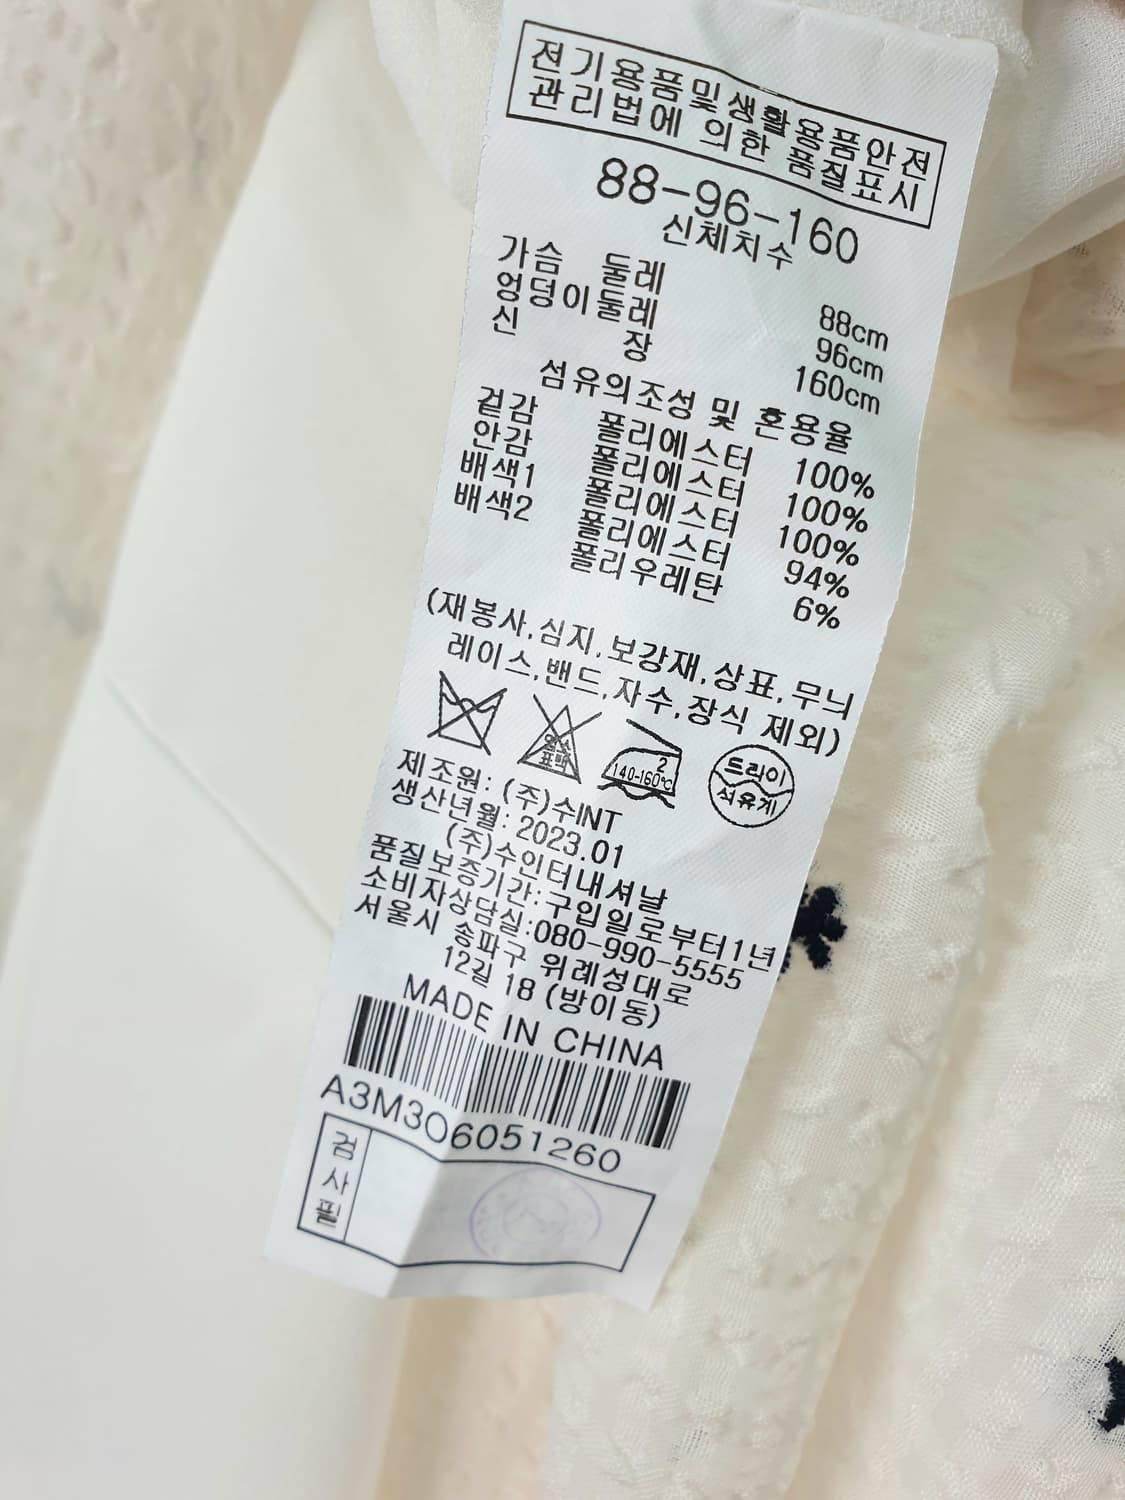 전기용품및생활용품안전
관리법에 의한 품질표시
88-96-160
신체치수
가슴 둘레 88cm
엉덩이둘레 96cm
신 장 160cm
섬유의조성 및 혼용율
겉감 폴리에스터 100%
안감 폴리에스터 100%
배색1 폴리에스터 100%
배색2 폴리에스터 94%
폴리우레탄 6%
(재봉사,심지,보강재,상표,무늬
레이스,밴드,자수,장식 제외)
염소
표백
2
140-160℃
드라이
석유계
제조원: (주)수INT
생산년월: 2023.01
(주)수인터내셔날
품질보증기간:구입일로부터1년
소비자상담실:080-990-5555
서울시 송파구 위례성대로
12길 18 (방이동)
MADE IN CHINA
A3M3O6051260
검사필